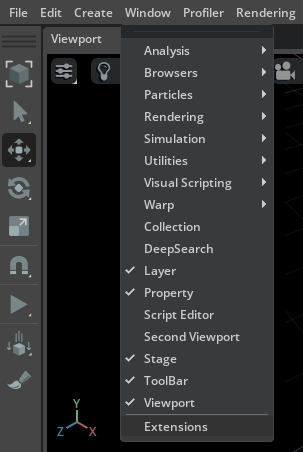 File Edit Create Window Profiler Rendering
Viewport
Analysis
Browsers
Particles
Rendering
Simulation
Utilities
Visual Scripting
Warp
Collection
DeepSearch
Layer
Property
Script Editor
Second Viewport
Stage
ToolBar
Viewport
Extensions
Y
Z X